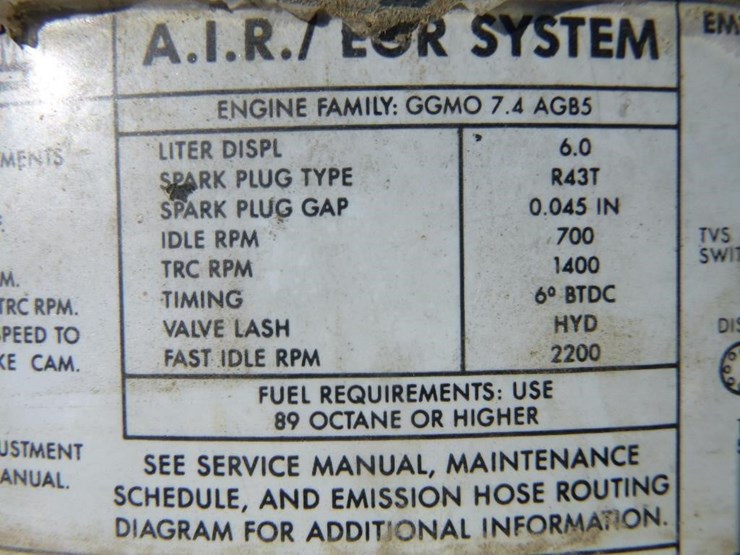 A.I.R./ EGR SYSTEM
EM
ENGINE FAMILY: GGMO 7.4 AGB5
LITER DISPL 6.0
MENTS
SPARK PLUG TYPE R43T
SPARK PLUG GAP 0.045 IN
IDLE RPM 700
TVS
SWIT
TRC RPM 1400
M.
TIMING 6º BTDC
TRC RPM.
VALVE LASH HYD
SPEED TO
DIS
FAST IDLE RPM 2200
KE CAM.
FUEL REQUIREMENTS: USE
89 OCTANE OR HIGHER
USTMENT
ANUAL.
SEE SERVICE MANUAL, MAINTENANCE
SCHEDULE, AND EMISSION HOSE ROUTING
DIAGRAM FOR ADDITIONAL INFORMATION.